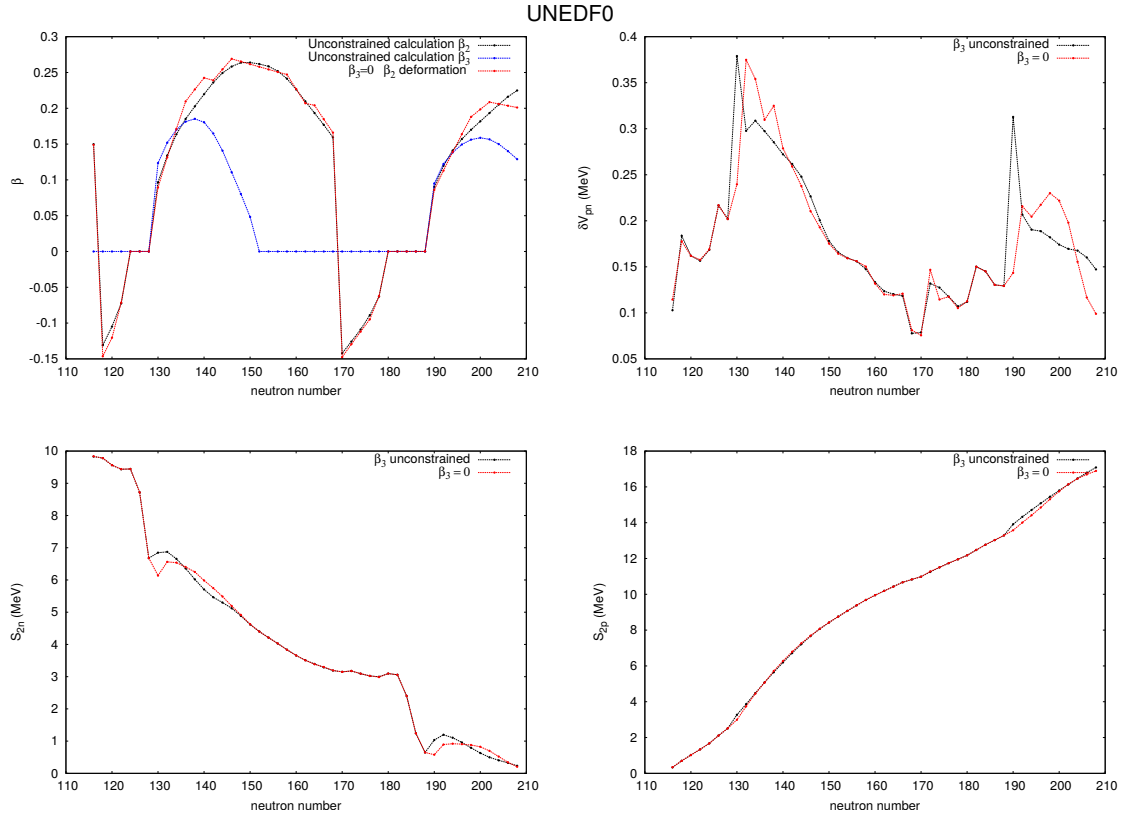 UNEDF0
Unconstrained calculation β2
Unconstrained calculation β3
β3=0 β2 deformation
0.3
0.25
0.2
0.15
0.1
0.05
0
-0.05
-0.1
-0.15
β
110 120 130 140 150 160 170 180 190 200 210
neutron number
β3 unconstrained
β3 = 0
0.4
0.35
0.3
0.25
0.2
0.15
0.1
0.05
δVpn (MeV)
110 120 130 140 150 160 170 180 190 200 210
neutron number
β3 unconstrained
β3 = 0
10
9
8
7
6
5
4
3
2
1
0
S2n (MeV)
110 120 130 140 150 160 170 180 190 200 210
neutron number
β3 unconstrained
β3 = 0
18
16
14
12
10
8
6
4
2
0
S2p (MeV)
110 120 130 140 150 160 170 180 190 200 210
neutron number